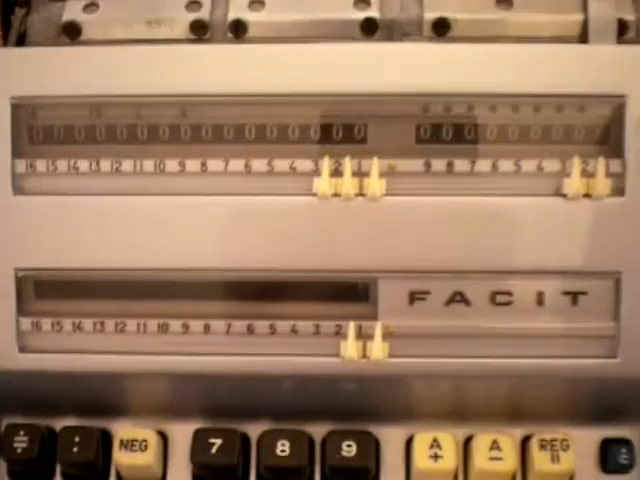 0 0 0 0 0 0 0 0 0 0 0 0 0 0 0 0 0 0 0 0 0 0 0 0
16 15 14 13 12 11 10 9 8 7 6 5 4 3 2 1 9 8 7 6 5 4 2
16 15 14 13 12 11 10 9 8 7 6 5 4 3 2 1
FACIT
÷ : NEG 7 8 9 A+ A− REG II